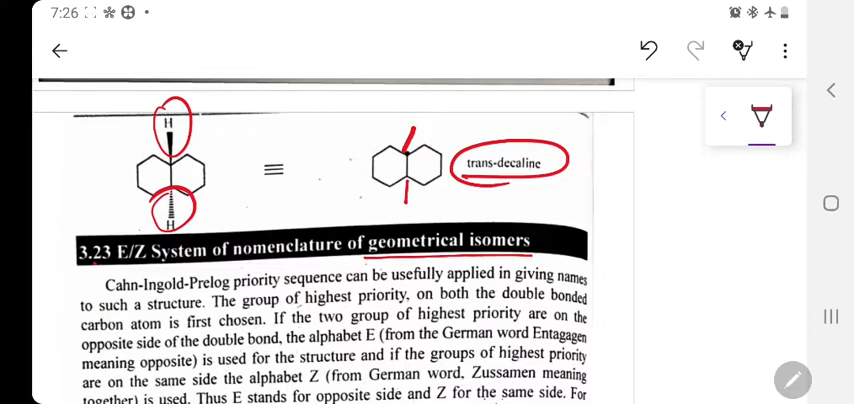 7:26
H
H
trans-decaline
3.23 E/Z System of nomenclature of geometrical isomers
Cahn-Ingold-Prelog priority sequence can be usefully applied in giving names
to such a structure. The group of highest priority, on both the double bonded
carbon atom is first chosen. If the two group of highest priority are on the
opposite side of the double bond, the alphabet E (from the German word Entagagen
meaning opposite) is used for the structure and if the groups of highest priority
are on the same side the alphabet Z (from German word, Zussamen meaning
together) is used. Thus E stands for opposite side and Z for the same side. For